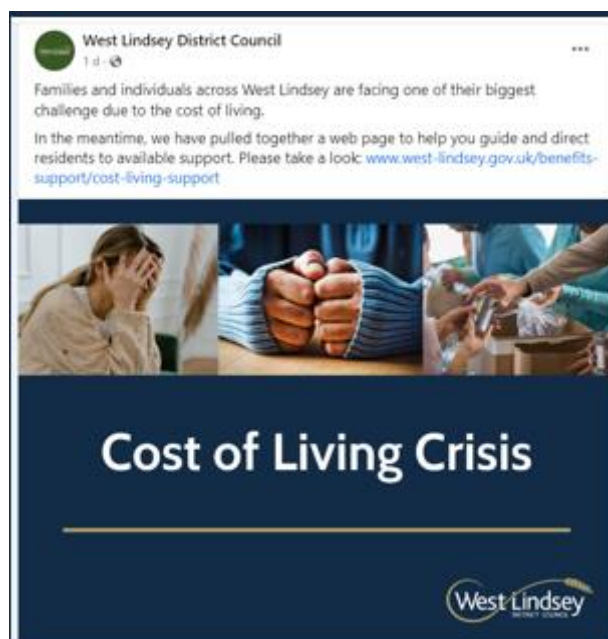 West Lindsey District Council
1 d
Families and individuals across West Lindsey are facing one of their biggest
challenge due to the cost of living.
In the meantime, we have pulled together a web page to help you guide and direct
residents to available support. Please take a look: www.west-lindsey.gov.uk/benefits-
support/cost-living-support
Cost of Living Crisis
West Lindsey
DISTRICT COUNCIL